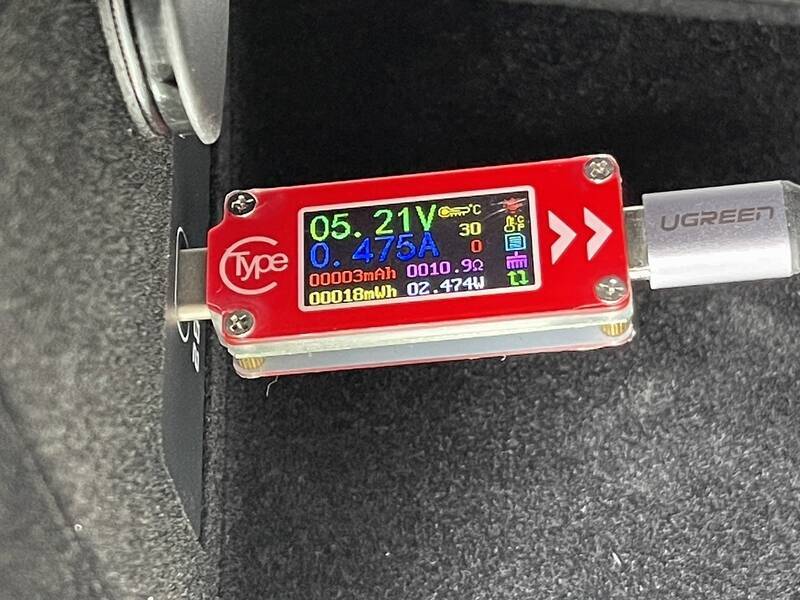 Type C
05.21V °C
30
0.475A 0
00003mAh 0010.9Ω
00018mWh 02.474W
°C
°F
UGREEN